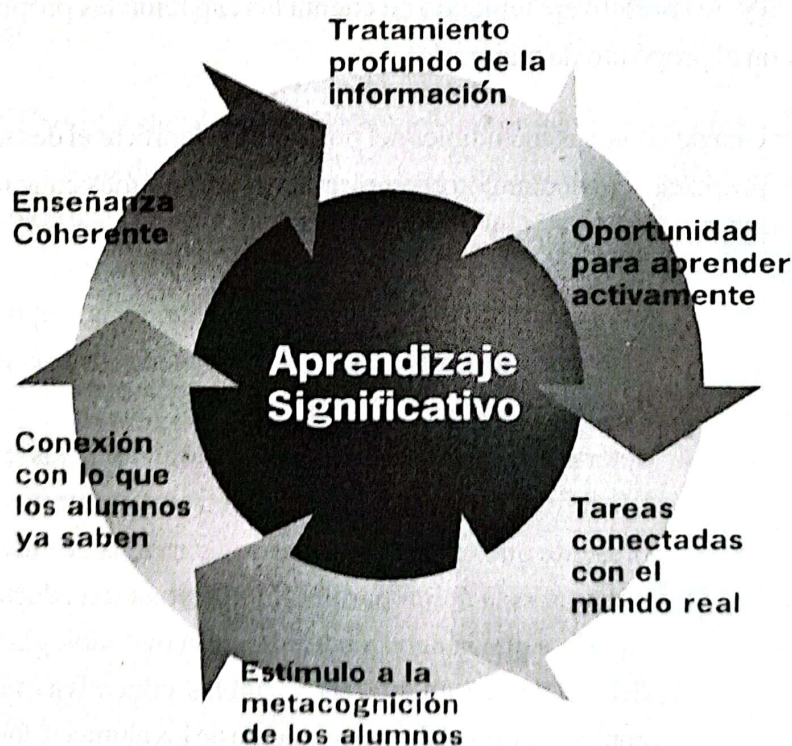 Tratamiento
profundo de la
información
Oportunidad
para aprender
activamente
Tareas
conectadas
con el
mundo real
Estímulo a la
metacognición
de los alumnos
Conexión
con lo que
los alumnos
ya saben
Enseñanza
Coherente
Aprendizaje
Significativo